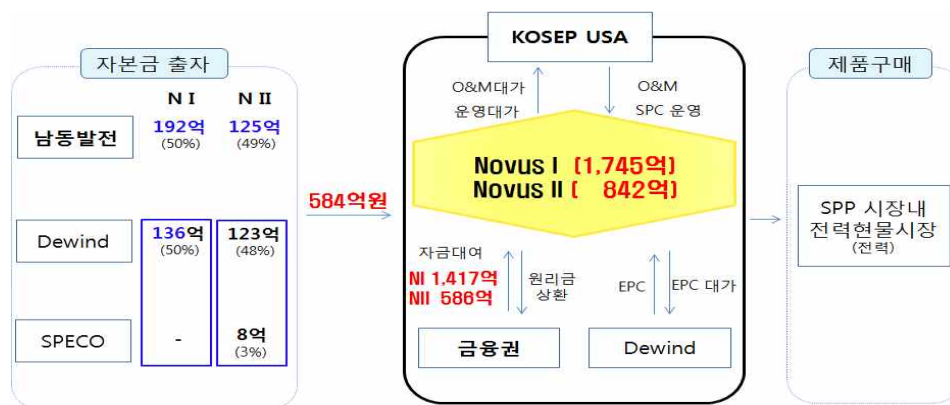 KOSEP USA
자본금 출자
제품구매
N I N II
O&M대가
운영대가
O&M
SPC 운영
남동발전
192억 125억
(50%) (49%)
Novus I (1,745억)
Novus II ( 842억)
584억원
SPP 시장내
전력현물시장
(전력)
Dewind
136억 123억
(50%) (48%)
자금대여
NI 1,417억
NII 586억
원리금
상환
EPC
EPC 대가
SPECO
- 8억
(3%)
금융권
Dewind